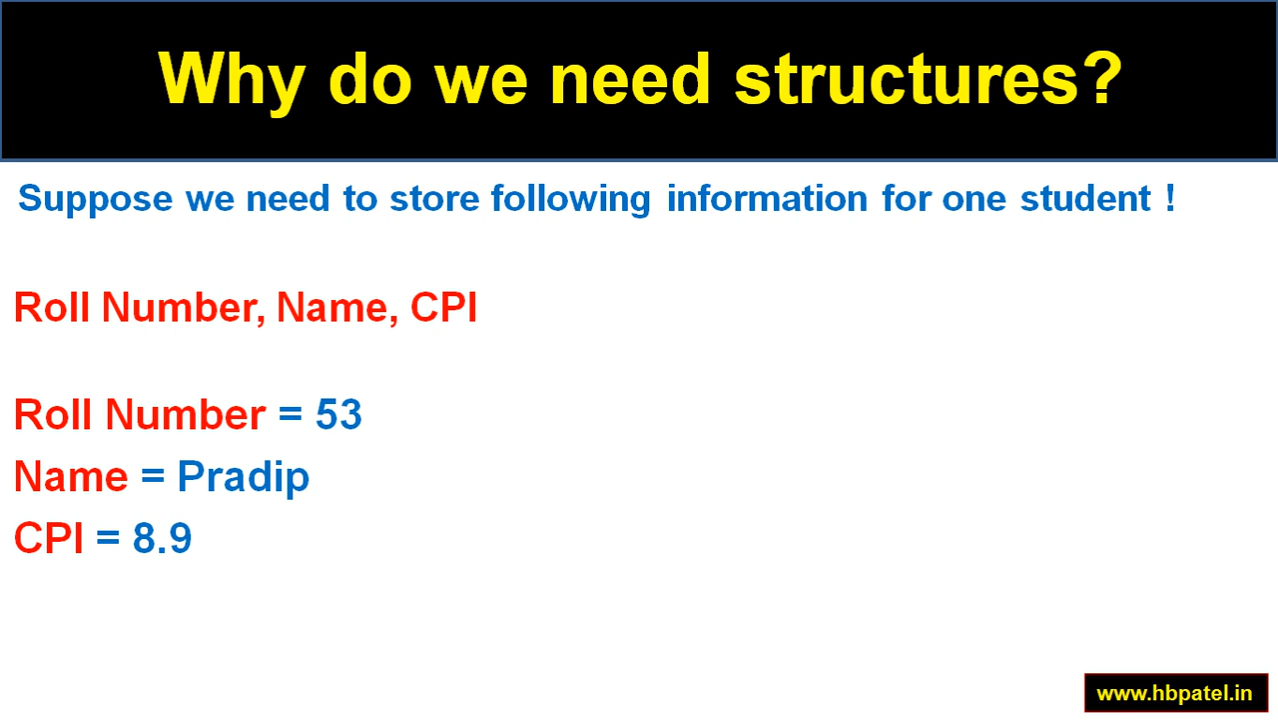 Why do we need structures?
Suppose we need to store following information for one student !
Roll Number, Name, CPI
Roll Number = 53
Name = Pradip
CPI = 8.9
www.hbpatel.in